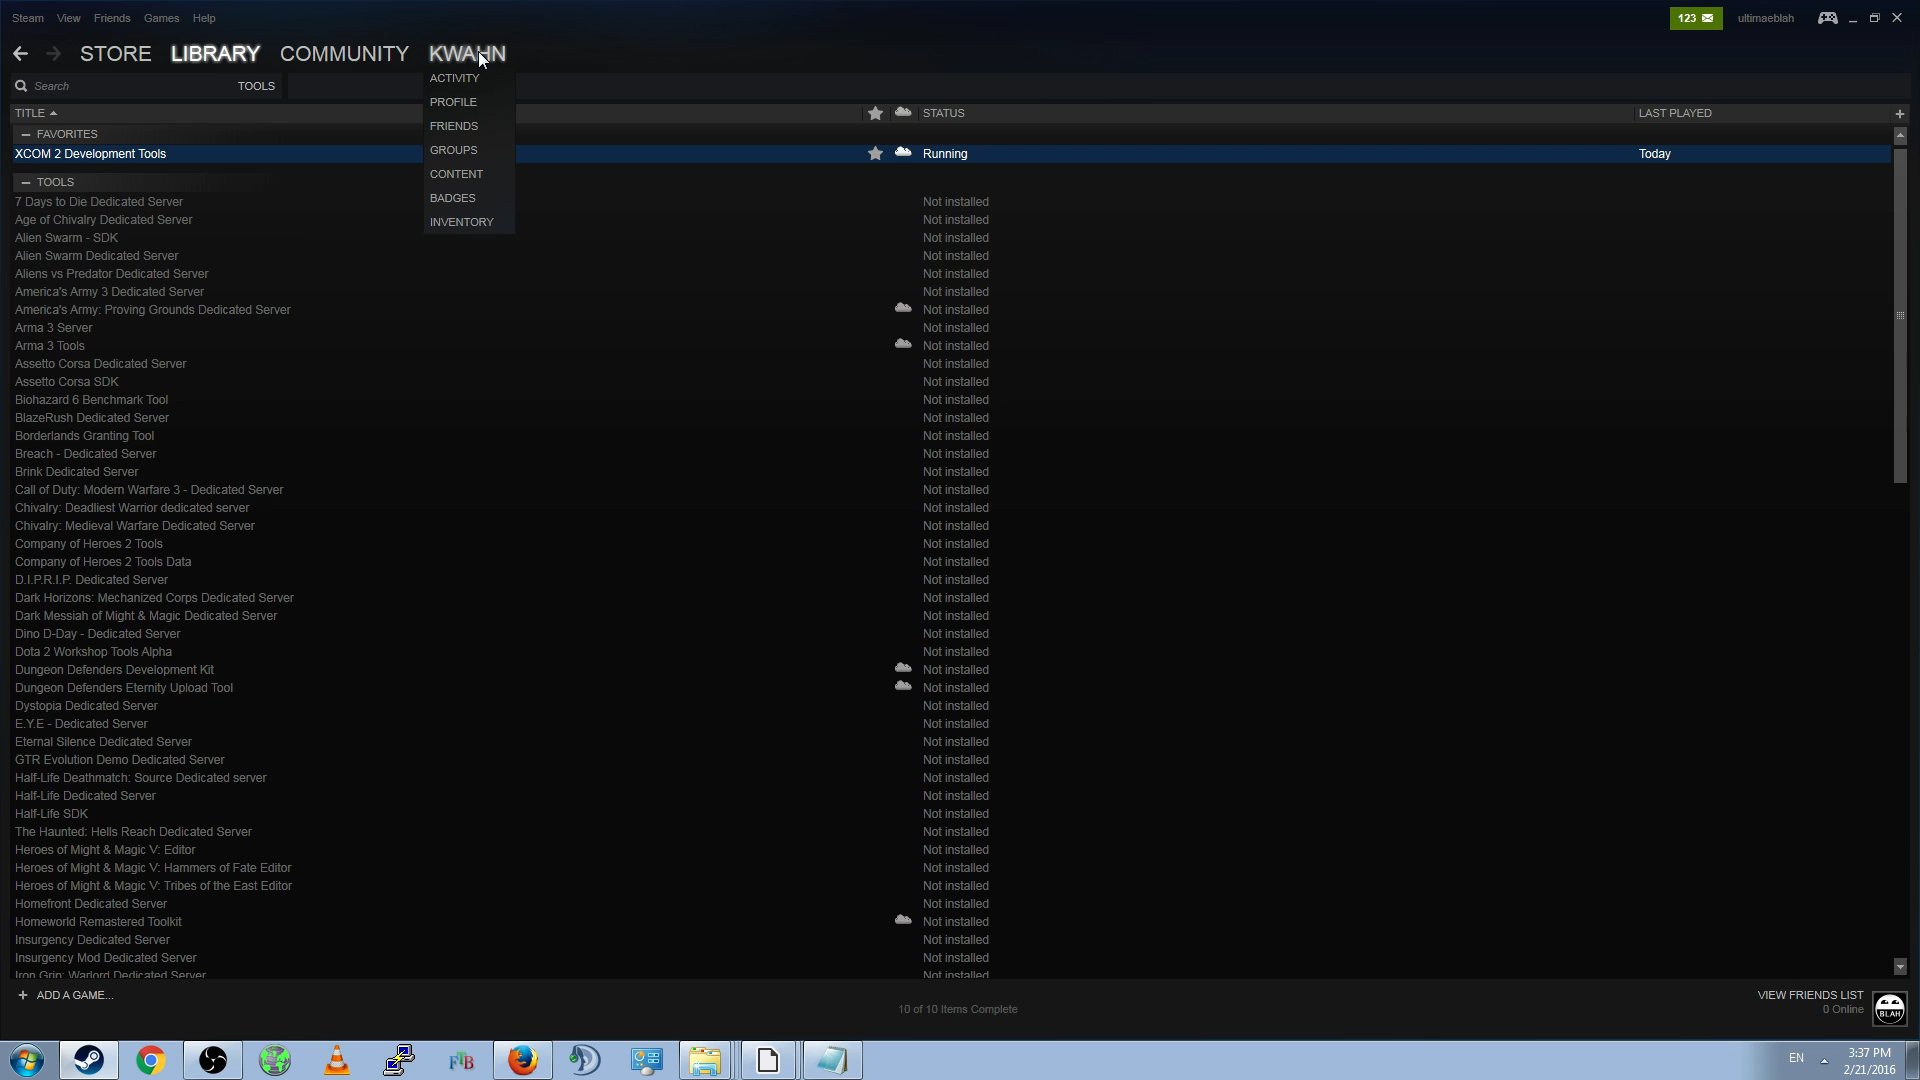 Steam View Friends Games Help 123 ultimaeblah
STORE LIBRARY COMMUNITY KWAHN
ACTIVITY
PROFILE
FRIENDS
GROUPS
CONTENT
BADGES
INVENTORY
Search TOOLS
TITLE STATUS LAST PLAYED +
– FAVORITES
XCOM 2 Development Tools Running Today
– TOOLS
7 Days to Die Dedicated Server Not installed
Age of Chivalry Dedicated Server Not installed
Alien Swarm - SDK Not installed
Alien Swarm Dedicated Server Not installed
Aliens vs Predator Dedicated Server Not installed
America's Army 3 Dedicated Server Not installed
America's Army: Proving Grounds Dedicated Server Not installed
Arma 3 Server Not installed
Arma 3 Tools Not installed
Assetto Corsa Dedicated Server Not installed
Assetto Corsa SDK Not installed
Biohazard 6 Benchmark Tool Not installed
BlazeRush Dedicated Server Not installed
Borderlands Granting Tool Not installed
Breach - Dedicated Server Not installed
Brink Dedicated Server Not installed
Call of Duty: Modern Warfare 3 - Dedicated Server Not installed
Chivalry: Deadliest Warrior dedicated server Not installed
Chivalry: Medieval Warfare Dedicated Server Not installed
Company of Heroes 2 Tools Not installed
Company of Heroes 2 Tools Data Not installed
D.I.P.R.I.P. Dedicated Server Not installed
Dark Horizons: Mechanized Corps Dedicated Server Not installed
Dark Messiah of Might & Magic Dedicated Server Not installed
Dino D-Day - Dedicated Server Not installed
Dota 2 Workshop Tools Alpha Not installed
Dungeon Defenders Development Kit Not installed
Dungeon Defenders Eternity Upload Tool Not installed
Dystopia Dedicated Server Not installed
E.Y.E - Dedicated Server Not installed
Eternal Silence Dedicated Server Not installed
GTR Evolution Demo Dedicated Server Not installed
Half-Life Deathmatch: Source Dedicated server Not installed
Half-Life Dedicated Server Not installed
Half-Life SDK Not installed
The Haunted: Hells Reach Dedicated Server Not installed
Heroes of Might & Magic V: Editor Not installed
Heroes of Might & Magic V: Hammers of Fate Editor Not installed
Heroes of Might & Magic V: Tribes of the East Editor Not installed
Homefront Dedicated Server Not installed
Homeworld Remastered Toolkit Not installed
Insurgency Dedicated Server Not installed
Insurgency Mod Dedicated Server Not installed
Iron Grip: Warlord Dedicated Server Not installed
+ ADD A GAME...
10 of 10 Items Complete
VIEW FRIENDS LIST
0 Online
BLAH
FTB
EN
3:37 PM
2/21/2016